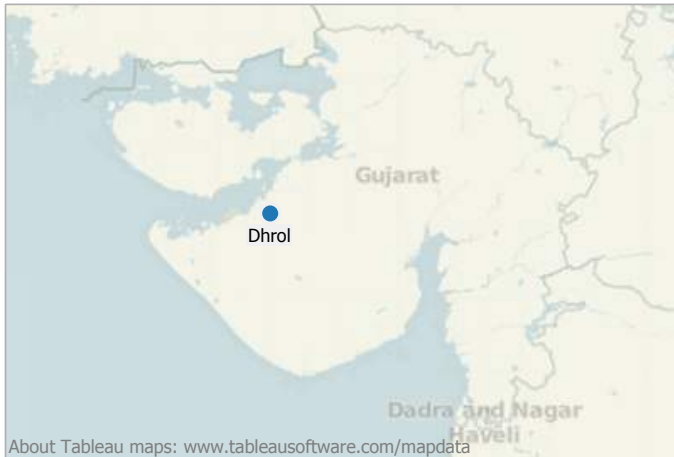 Gujarat
Dhrol
Dadra and Nagar
Haveli
About Tableau maps: www.tableausoftware.com/mapdata